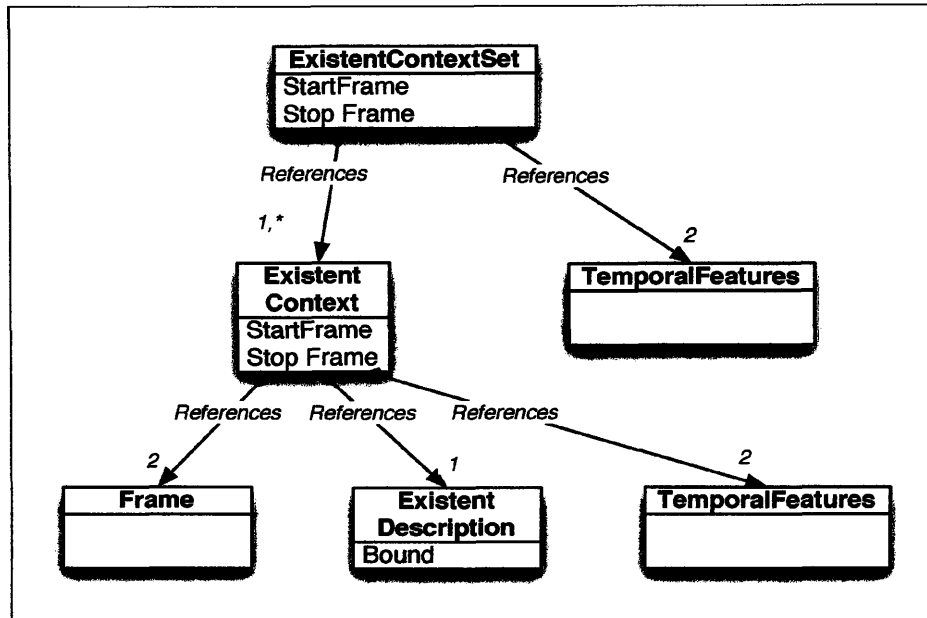 ExistentContextSet
StartFrame
Stop Frame
References
References
1,*
2
Existent
Context
StartFrame
Stop Frame
TemporalFeatures
References
References
References
2
1
2
Frame
Existent
Description
Bound
TemporalFeatures